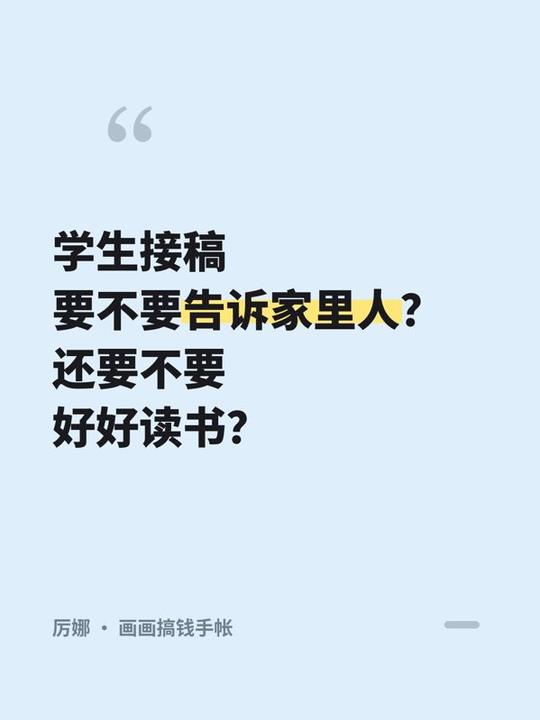 “
学生接稿
要不要告诉家里人？
还要不要
好好读书？
厉娜 · 画画搞钱手帐